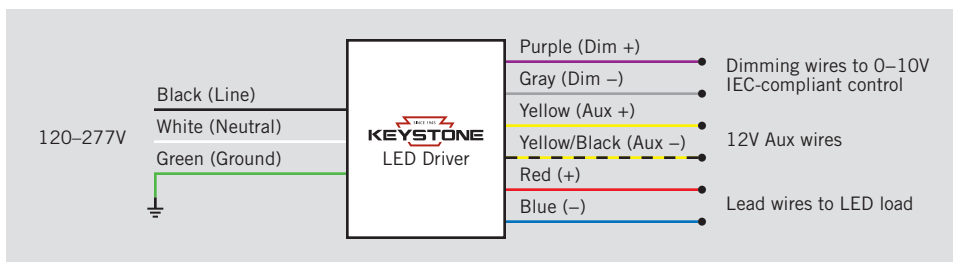 120–277V
Black (Line)
White (Neutral)
Green (Ground)
SINCE 1945
KEYSTONE
LED Driver
Purple (Dim +)
Gray (Dim –)
Yellow (Aux +)
Yellow/Black (Aux –)
Red (+)
Blue (–)
Dimming wires to 0–10V
IEC-compliant control
12V Aux wires
Lead wires to LED load